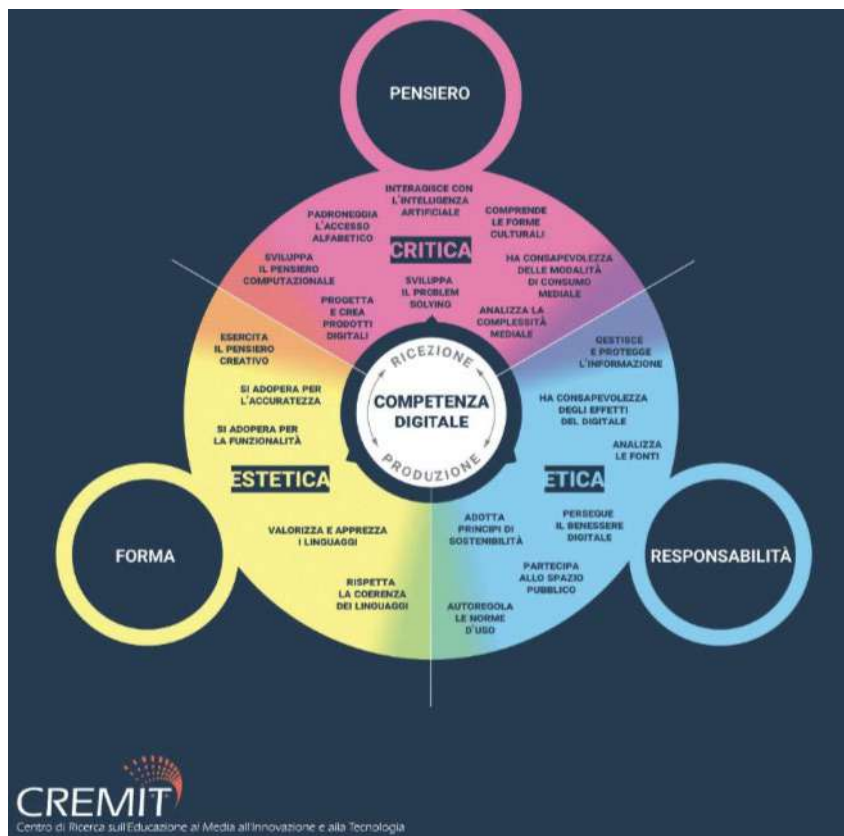 PENSIERO
INTERAGISCE CON
L'INTELLIGENZA
ARTIFICIALE
PADRONEGGIA
L'ACCESSO
ALFABETICO
COMPRENDE
LE FORME
CULTURALI
CRITICA
SVILUPPA
IL PENSIERO
COMPUTAZIONALE
HA CONSAPEVOLEZZA
DELLE MODALITÀ
DI CONSUMO
MEDIALE
SVILUPPA
IL PROBLEM
SOLVING
PROGETTA
E CREA
PRODOTTI
DIGITALI
ANALIZZA LA
COMPLESSITÀ
MEDIALE
ESERCITA
IL PENSIERO
CREATIVO
GESTISCE
E PROTEGGE
L'INFORMAZIONE
RICEZIONE
COMPETENZA
DIGITALE
PRODUZIONE
SI ADOPERA PER
L'ACCURATEZZA
SI ADOPERA PER
LA FUNZIONALITÀ
HA CONSAPEVOLEZZA
DEGLI EFFETTI
DEL DIGITALE
ANALIZZA
LE FONTI
ESTETICA
ETICA
VALORIZZA E APPREZZA
I LINGUAGGI
RISPETTA
LA COERENZA
DEI LINGUAGGI
ADOTTA
PRINCIPI DI
SOSTENIBILITÀ
PERSEGUE
IL BENESSERE
DIGITALE
PARTECIPA
ALLO SPAZIO
PUBBLICO
AUTOREGOLA
LE NORME
D'USO
FORMA
RESPONSABILITÀ
CREMIT
Centro di Ricerca sull'Educazione ai Media all'Innovazione e alla Tecnologia